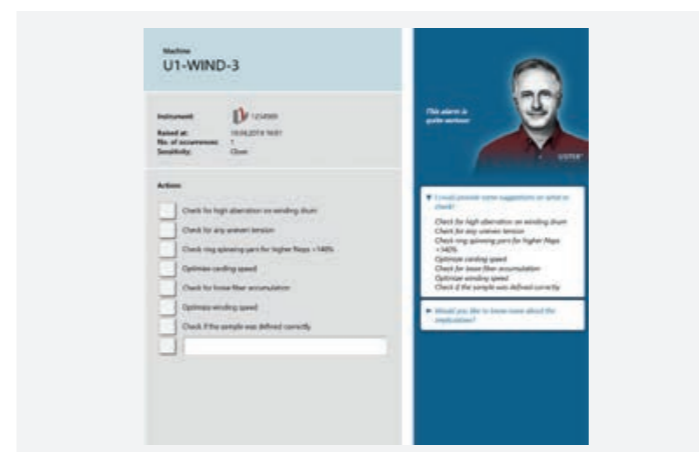 Machine
U1-WIND-3
Instrument:
Raised at:
No. of occurrences: 1
Sensitivity: Close
Actions
Check for high aberration on winding drum
Check for any uneven tension
Check ring spinning yarn for higher Neps +140%
Optimize carding speed
Check for loose fiber accumulation
Optimize winding speed
Check if the sample was defined correctly
This alarm is
quite serious!
USTER
I could provide some suggestions on what to
check?
Check for high aberration on winding drum
Check for any uneven tension
Check ring spinning yarn for higher Neps
+140%
Optimize carding speed
Check for loose fiber accumulation
Optimize winding speed
Check if the sample was defined correctly
Would you like to know more about the
implications?